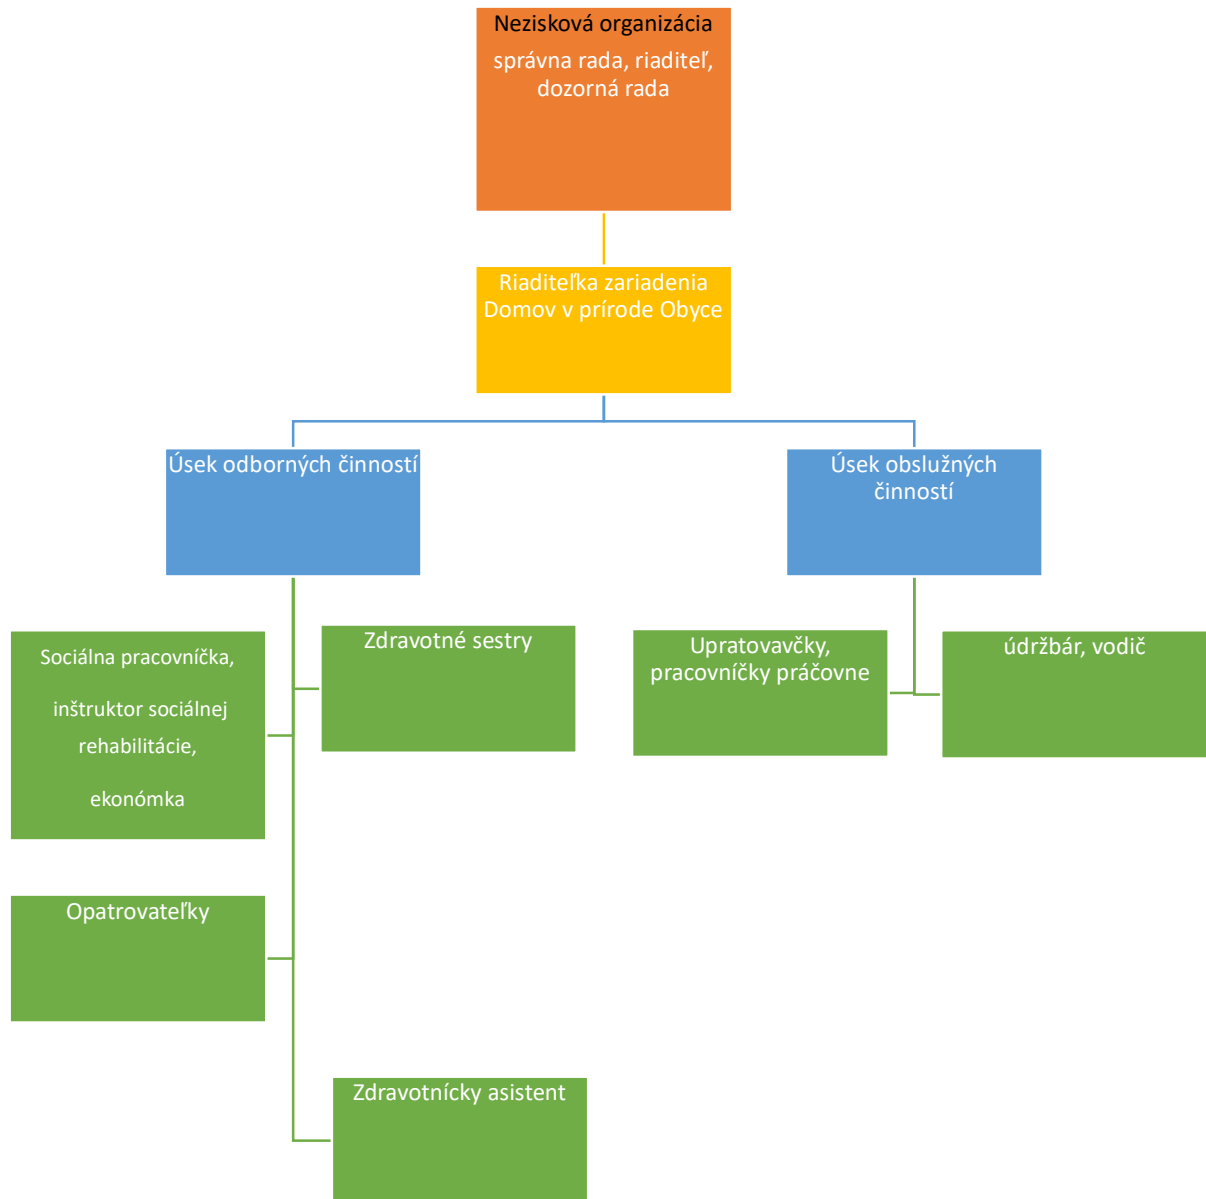 Nezisková organizácia
správna rada, riaditeľ,
dozorná rada
Riaditeľka zariadenia
Domov v prírode Obyce
Úsek odborných činností
Úsek obslužných
činností
Sociálna pracovníčka,
inštruktor sociálnej
rehabilitácie,
ekonómka
Zdravotné sestry
Upratovavčky,
pracovníčky práčovne
údržbár, vodič
Opatrovateľky
Zdravotnícky asistent